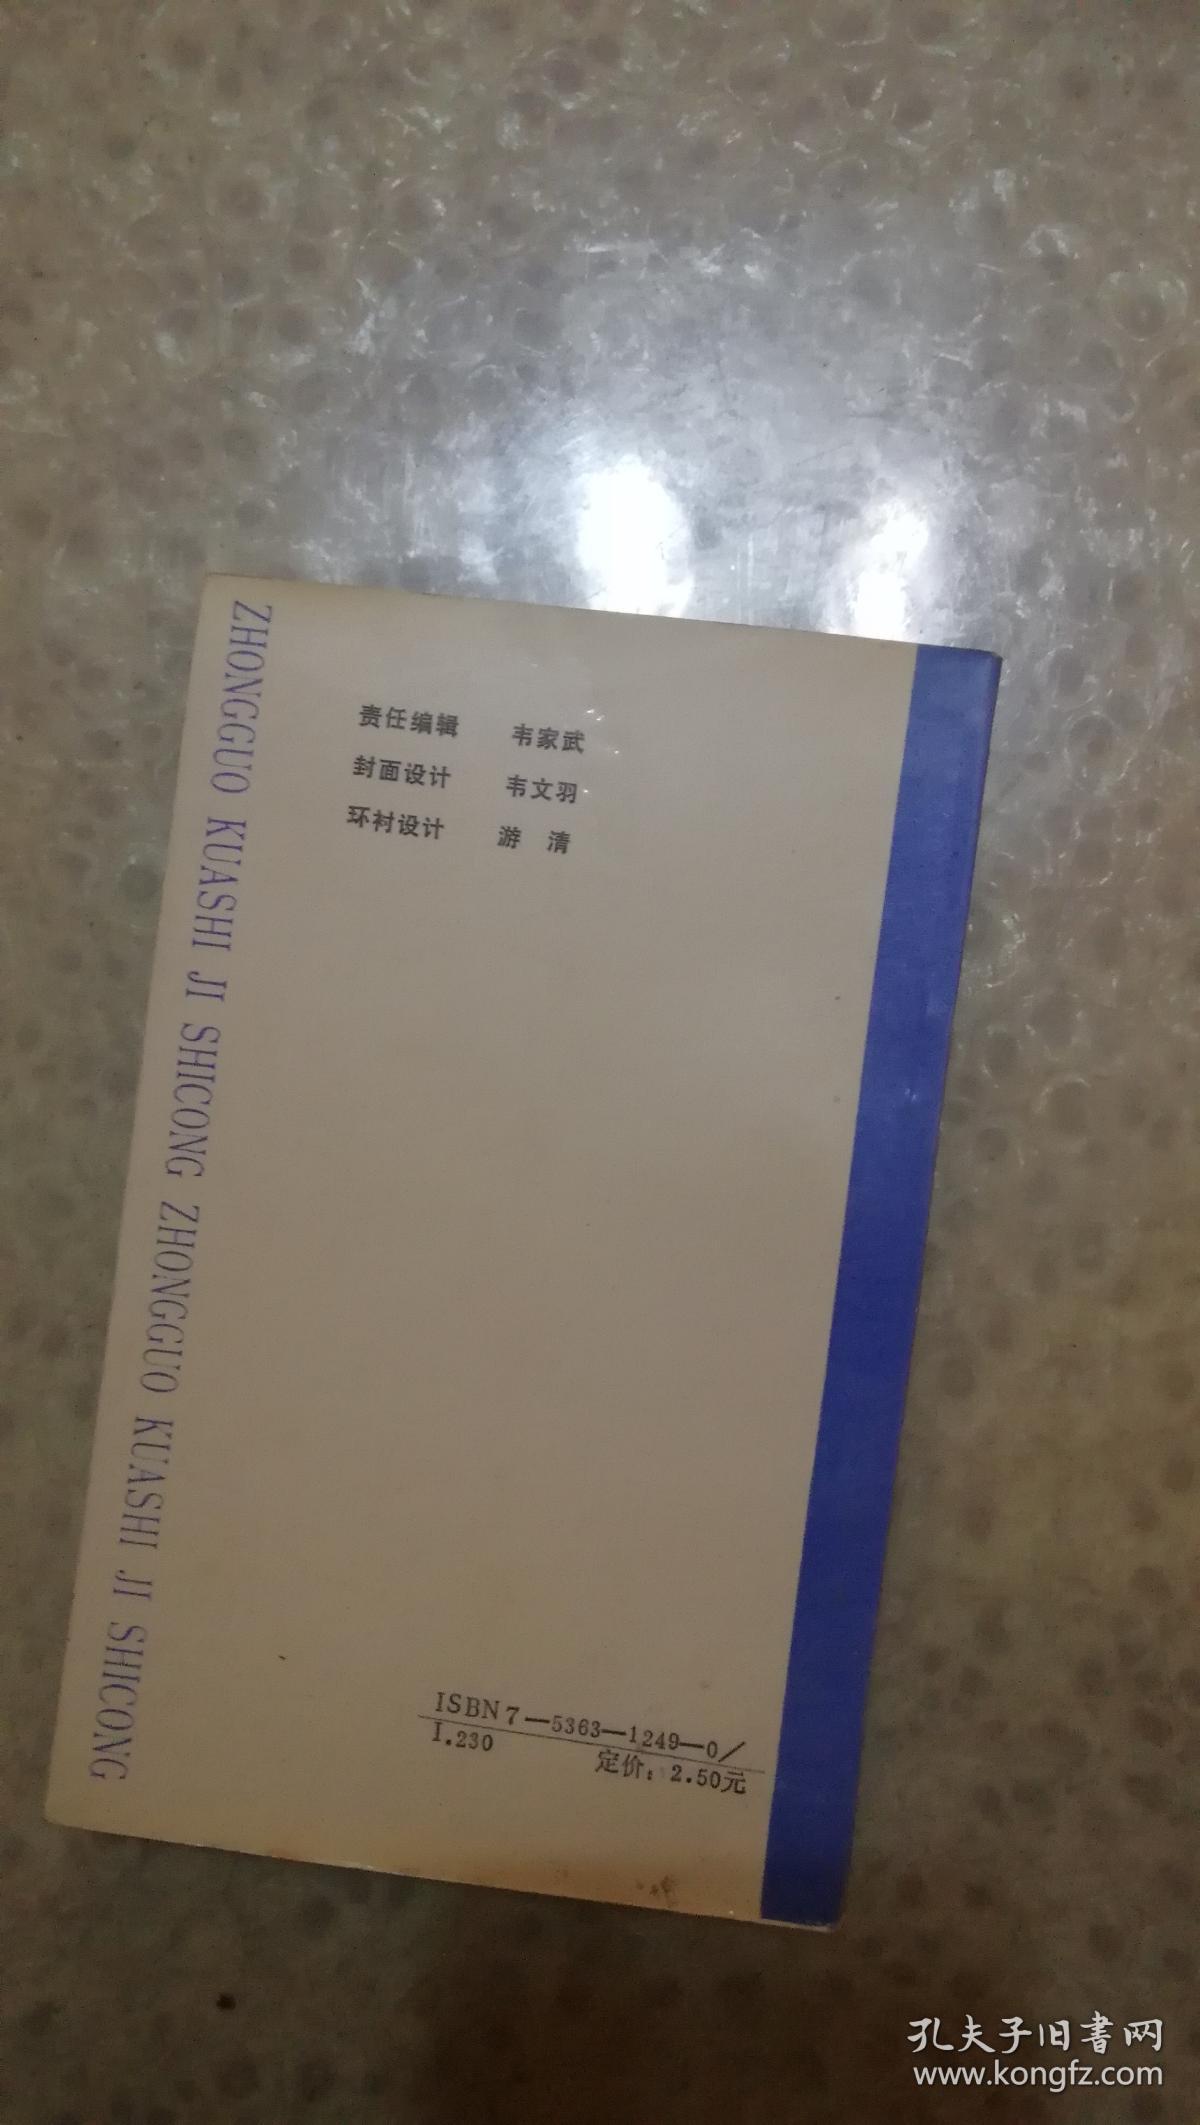 ZHONGGUO KUASHI JI SHICONG ZHONGGUO KUASHI JI SHICONG
责任编辑 韦家武
封面设计 韦文羽
环衬设计 游 清
ISBN7—5363—1249—0/
I.230 定价:2.50元
孔夫子旧书网
www.kongfz.com